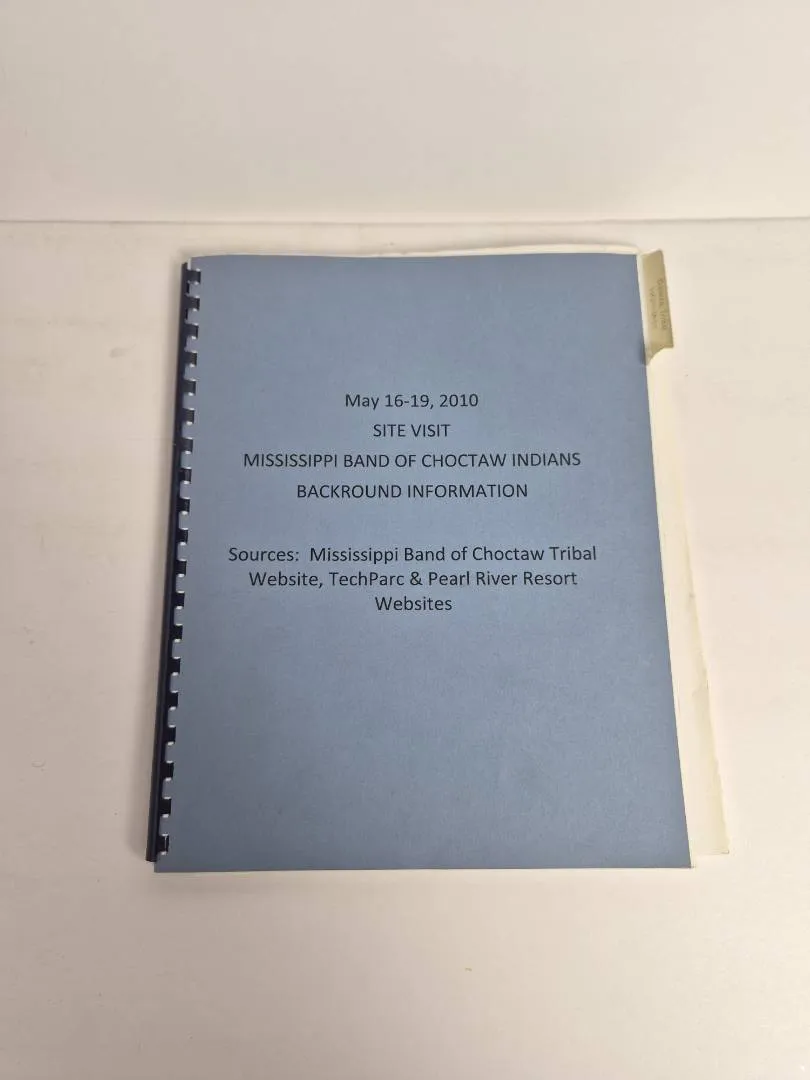 May 16-19, 2010
SITE VISIT
MISSISSIPPI BAND OF CHOCTAW INDIANS
BACKROUND INFORMATION
Sources:  Mississippi Band of Choctaw Tribal
Website, TechParc & Pearl River Resort
Websites